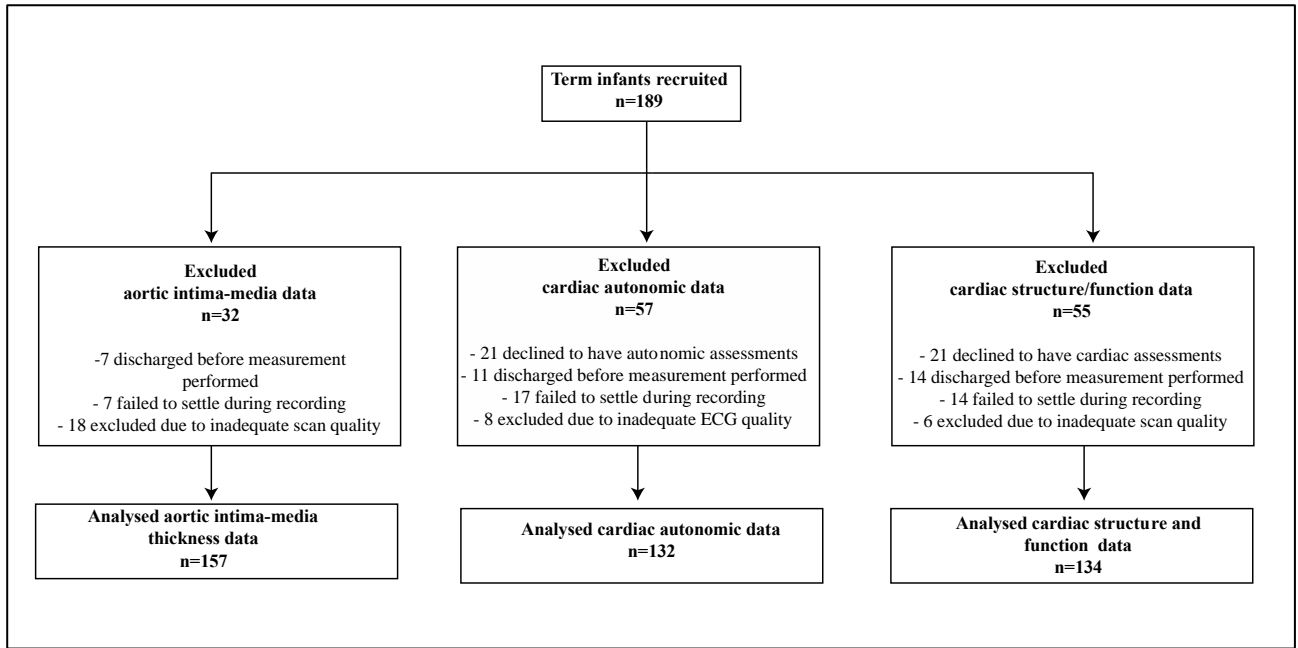 Term infants recruited
n=189
Excluded
aortic intima-media data
n=32
-7 discharged before measurement
performed
- 7 failed to settle during recording
- 18 excluded due to inadequate scan quality
Excluded
cardiac autonomic data
n=57
- 21 declined to have autonomic assessments
- 11 discharged before measurement performed
- 17 failed to settle during recording
- 8 excluded due to inadequate ECG quality
Excluded
cardiac structure/function data
n=55
- 21 declined to have cardiac assessments
- 14 discharged before measurement performed
- 14 failed to settle during recording
- 6 excluded due to inadequate scan quality
Analysed aortic intima-media
thickness data
n=157
Analysed cardiac autonomic data
n=132
Analysed cardiac structure and
function data
n=134